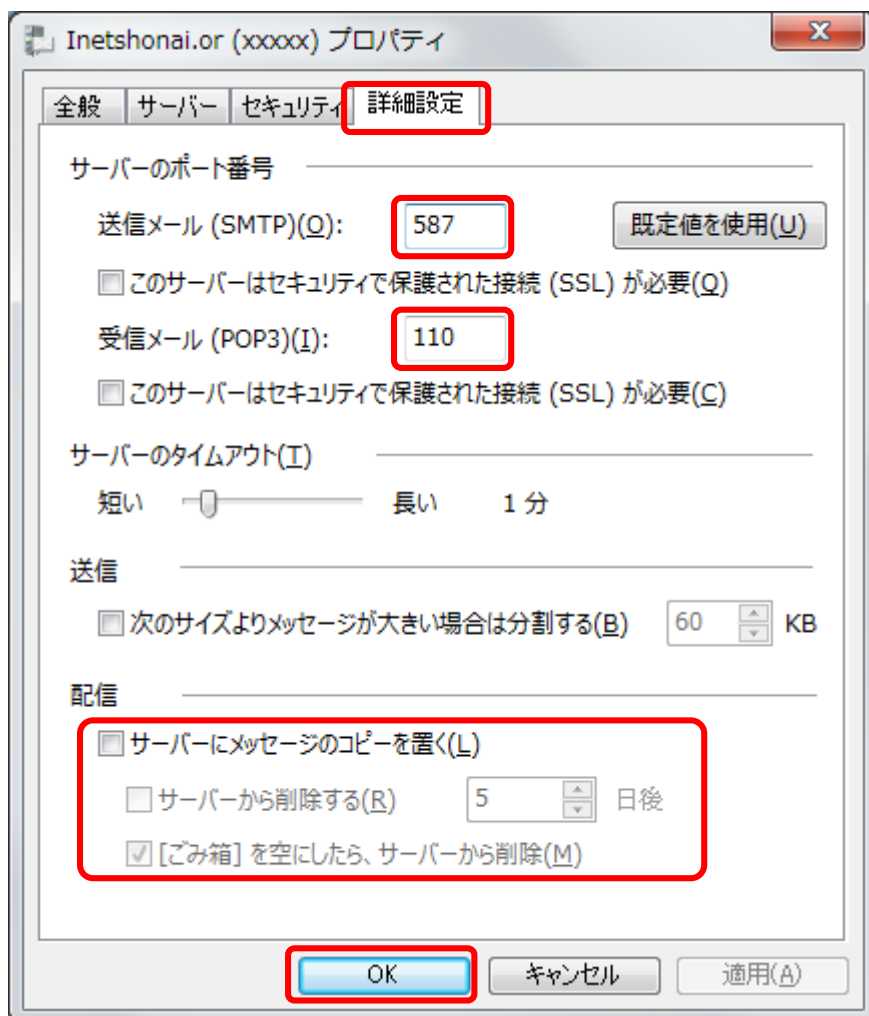 Inetshonai.or (xxxxx) プロパティ
全般 サーバー セキュリティ 詳細設定
サーバーのポート番号
送信メール (SMTP)(O): 587 既定値を使用(U)
このサーバーはセキュリティで保護された接続 (SSL) が必要(Q)
受信メール (POP3)(I): 110
このサーバーはセキュリティで保護された接続 (SSL) が必要(C)
サーバーのタイムアウト(T)
短い 長い 1 分
送信
次のサイズよりメッセージが大きい場合は分割する(B) 60 KB
配信
サーバーにメッセージのコピーを置く(L)
サーバーから削除する(R) 5 日後
[ごみ箱] を空にしたら、サーバーから削除(M)
OK キャンセル 適用(A)